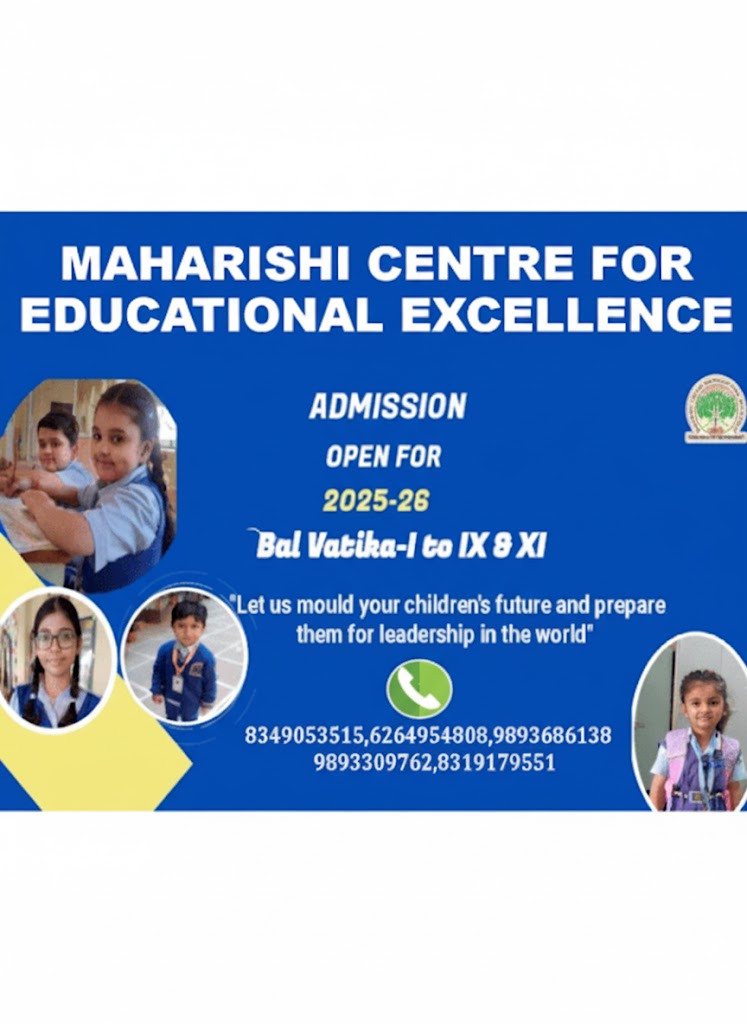 MAHARISHI CENTRE FOR
EDUCATIONAL EXCELLENCE
ADMISSION
OPEN FOR
2025-26
Bal Vatika-I to IX & XI
"Let us mould your children's future and prepare
them for leadership in the world"
8349053515,6264954808,9893686138
9893309762,8319179551